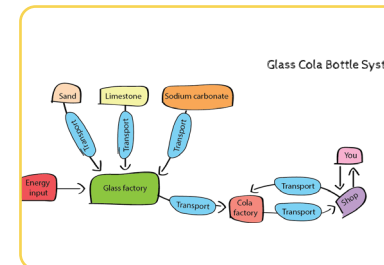 Glass Cola Bottle Syst
Sand
Limestone
Sodium carbonate
Transport
Transport
Transport
You
Energy
input
Glass factory
Transport
Cola
factory
Transport
Transport
Shop